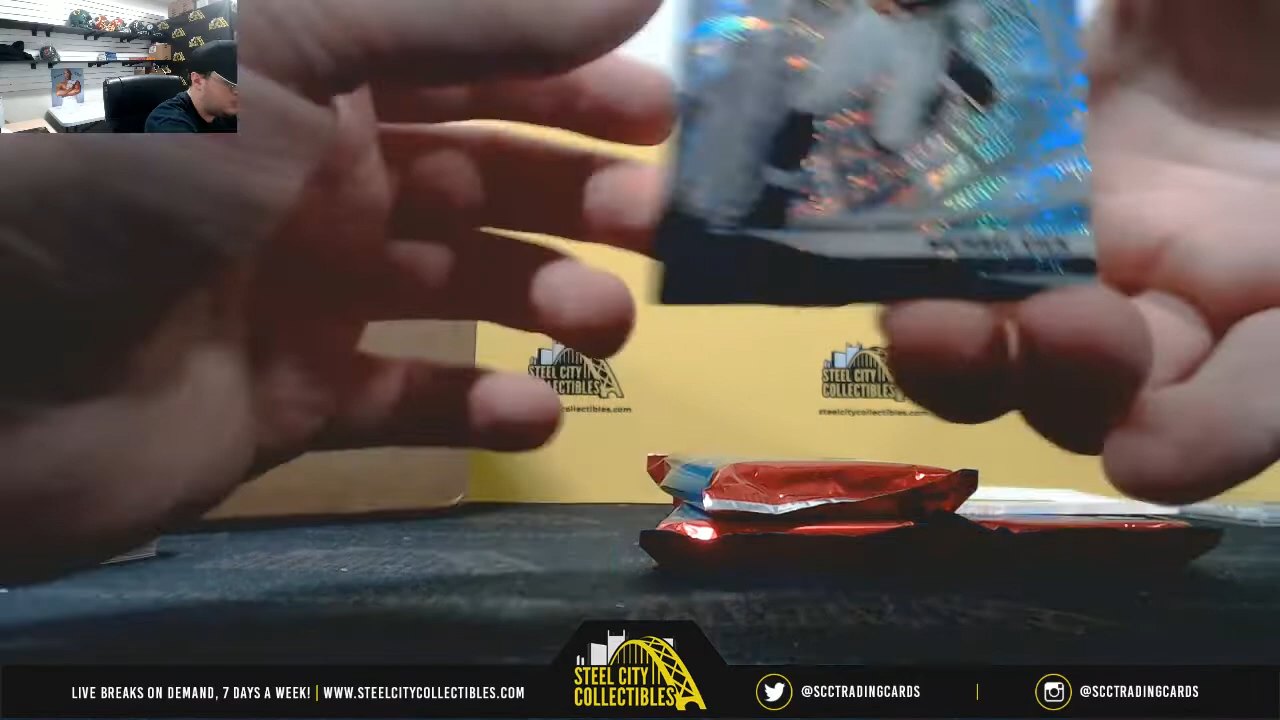 STEEL CITY
COLLECTIBLES
STEEL CITY
COLLECTIBLES
steelcitycollectibles.com
LIVE BREAKS ON DEMAND, 7 DAYS A WEEK! | WWW.STEELCITYCOLLECTIBLES.COM
STEEL CITY
COLLECTIBLES
@SCCTRADINGCARDS
@SCCTRADINGCARDS